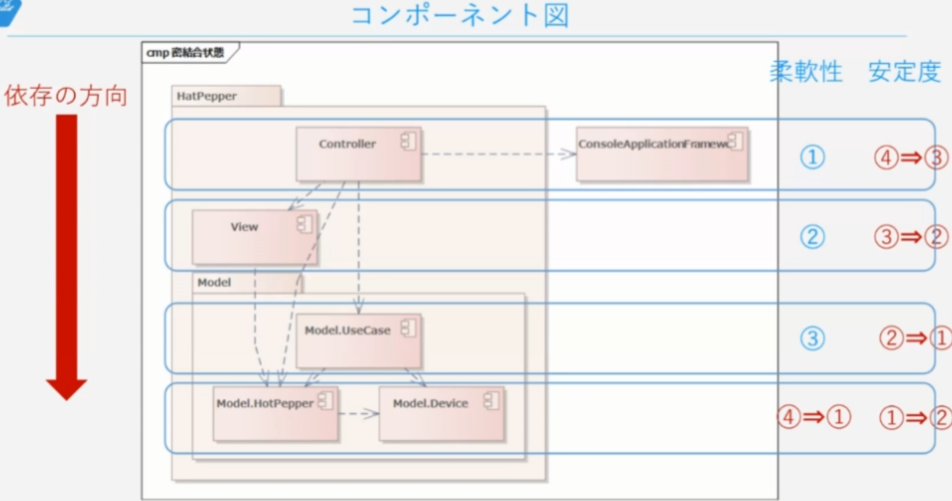 コンポーネント図
cmp 密結合状態
柔軟性 安定度
依存の方向
HatPepper
Controller
ConsoleApplicationFramewo
① ④⇒③
View
② ③⇒②
Model
Model.UseCase
③ ②⇒①
Model.HotPepper
Model.Device
④⇒① ①⇒②